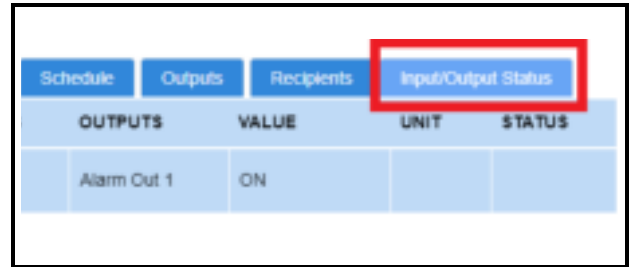 Schedule Outputs Recipients Input/Output Status
OUTPUTS VALUE UNIT STATUS
Alarm Out 1 ON